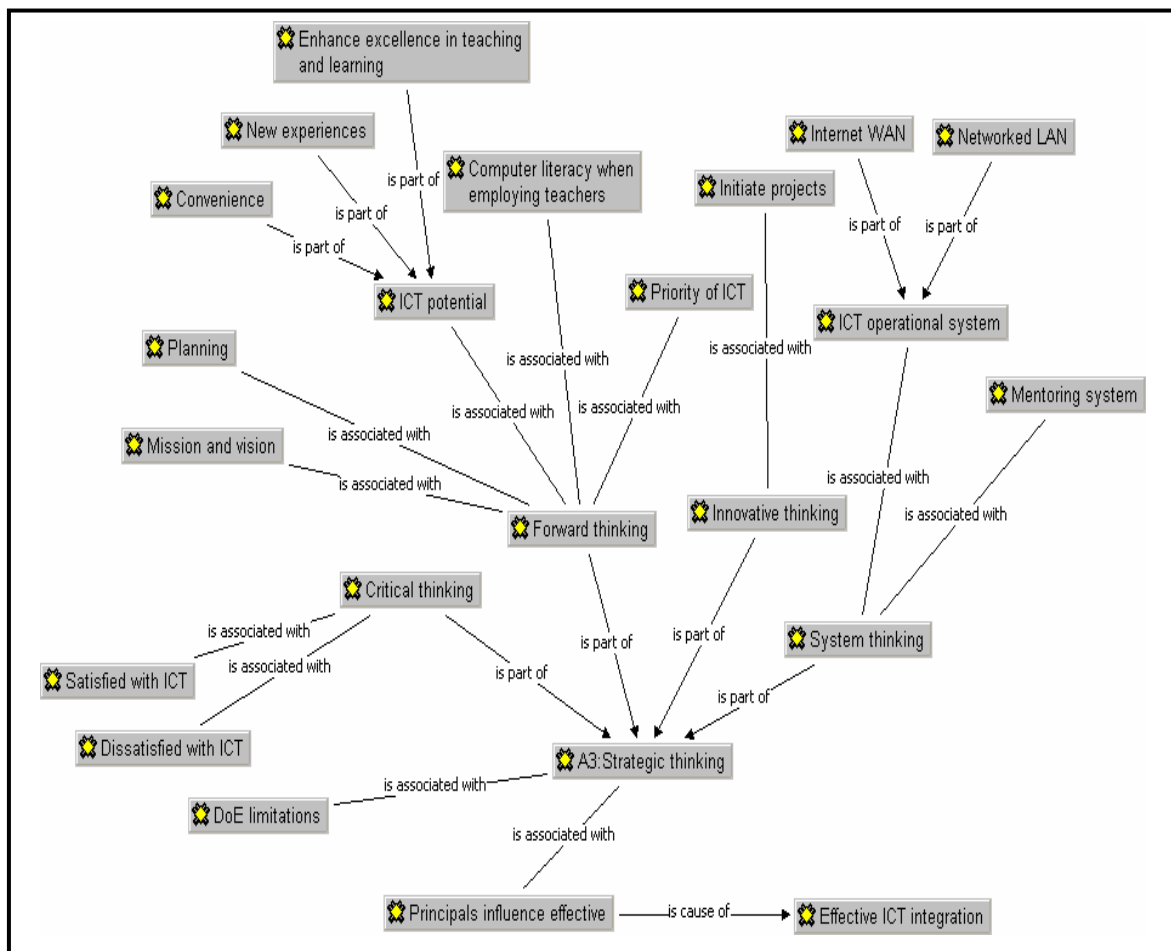 Enhance excellence in teaching
and learning
New experiences
Internet WAN
Networked LAN
Computer literacy when
employing teachers
Initiate projects
is part of
Convenience
is part of
is part of
is part of
is part of
is part of
ICT potential
Priority of ICT
ICT operational system
Planning
is associated with
is associated with
Mentoring system
is associated with
is associated with
is associated with
Mission and vision
is associated with
is associated with
is associated with
Forward thinking
Innovative thinking
Critical thinking
is associated with
is part of
is part of
System thinking
is associated with
Satisfied with ICT
is part of
is part of
Dissatisfied with ICT
A3:Strategic thinking
is associated with
DoE limitations
is associated with
Principals influence effective
is cause of
Effective ICT integration